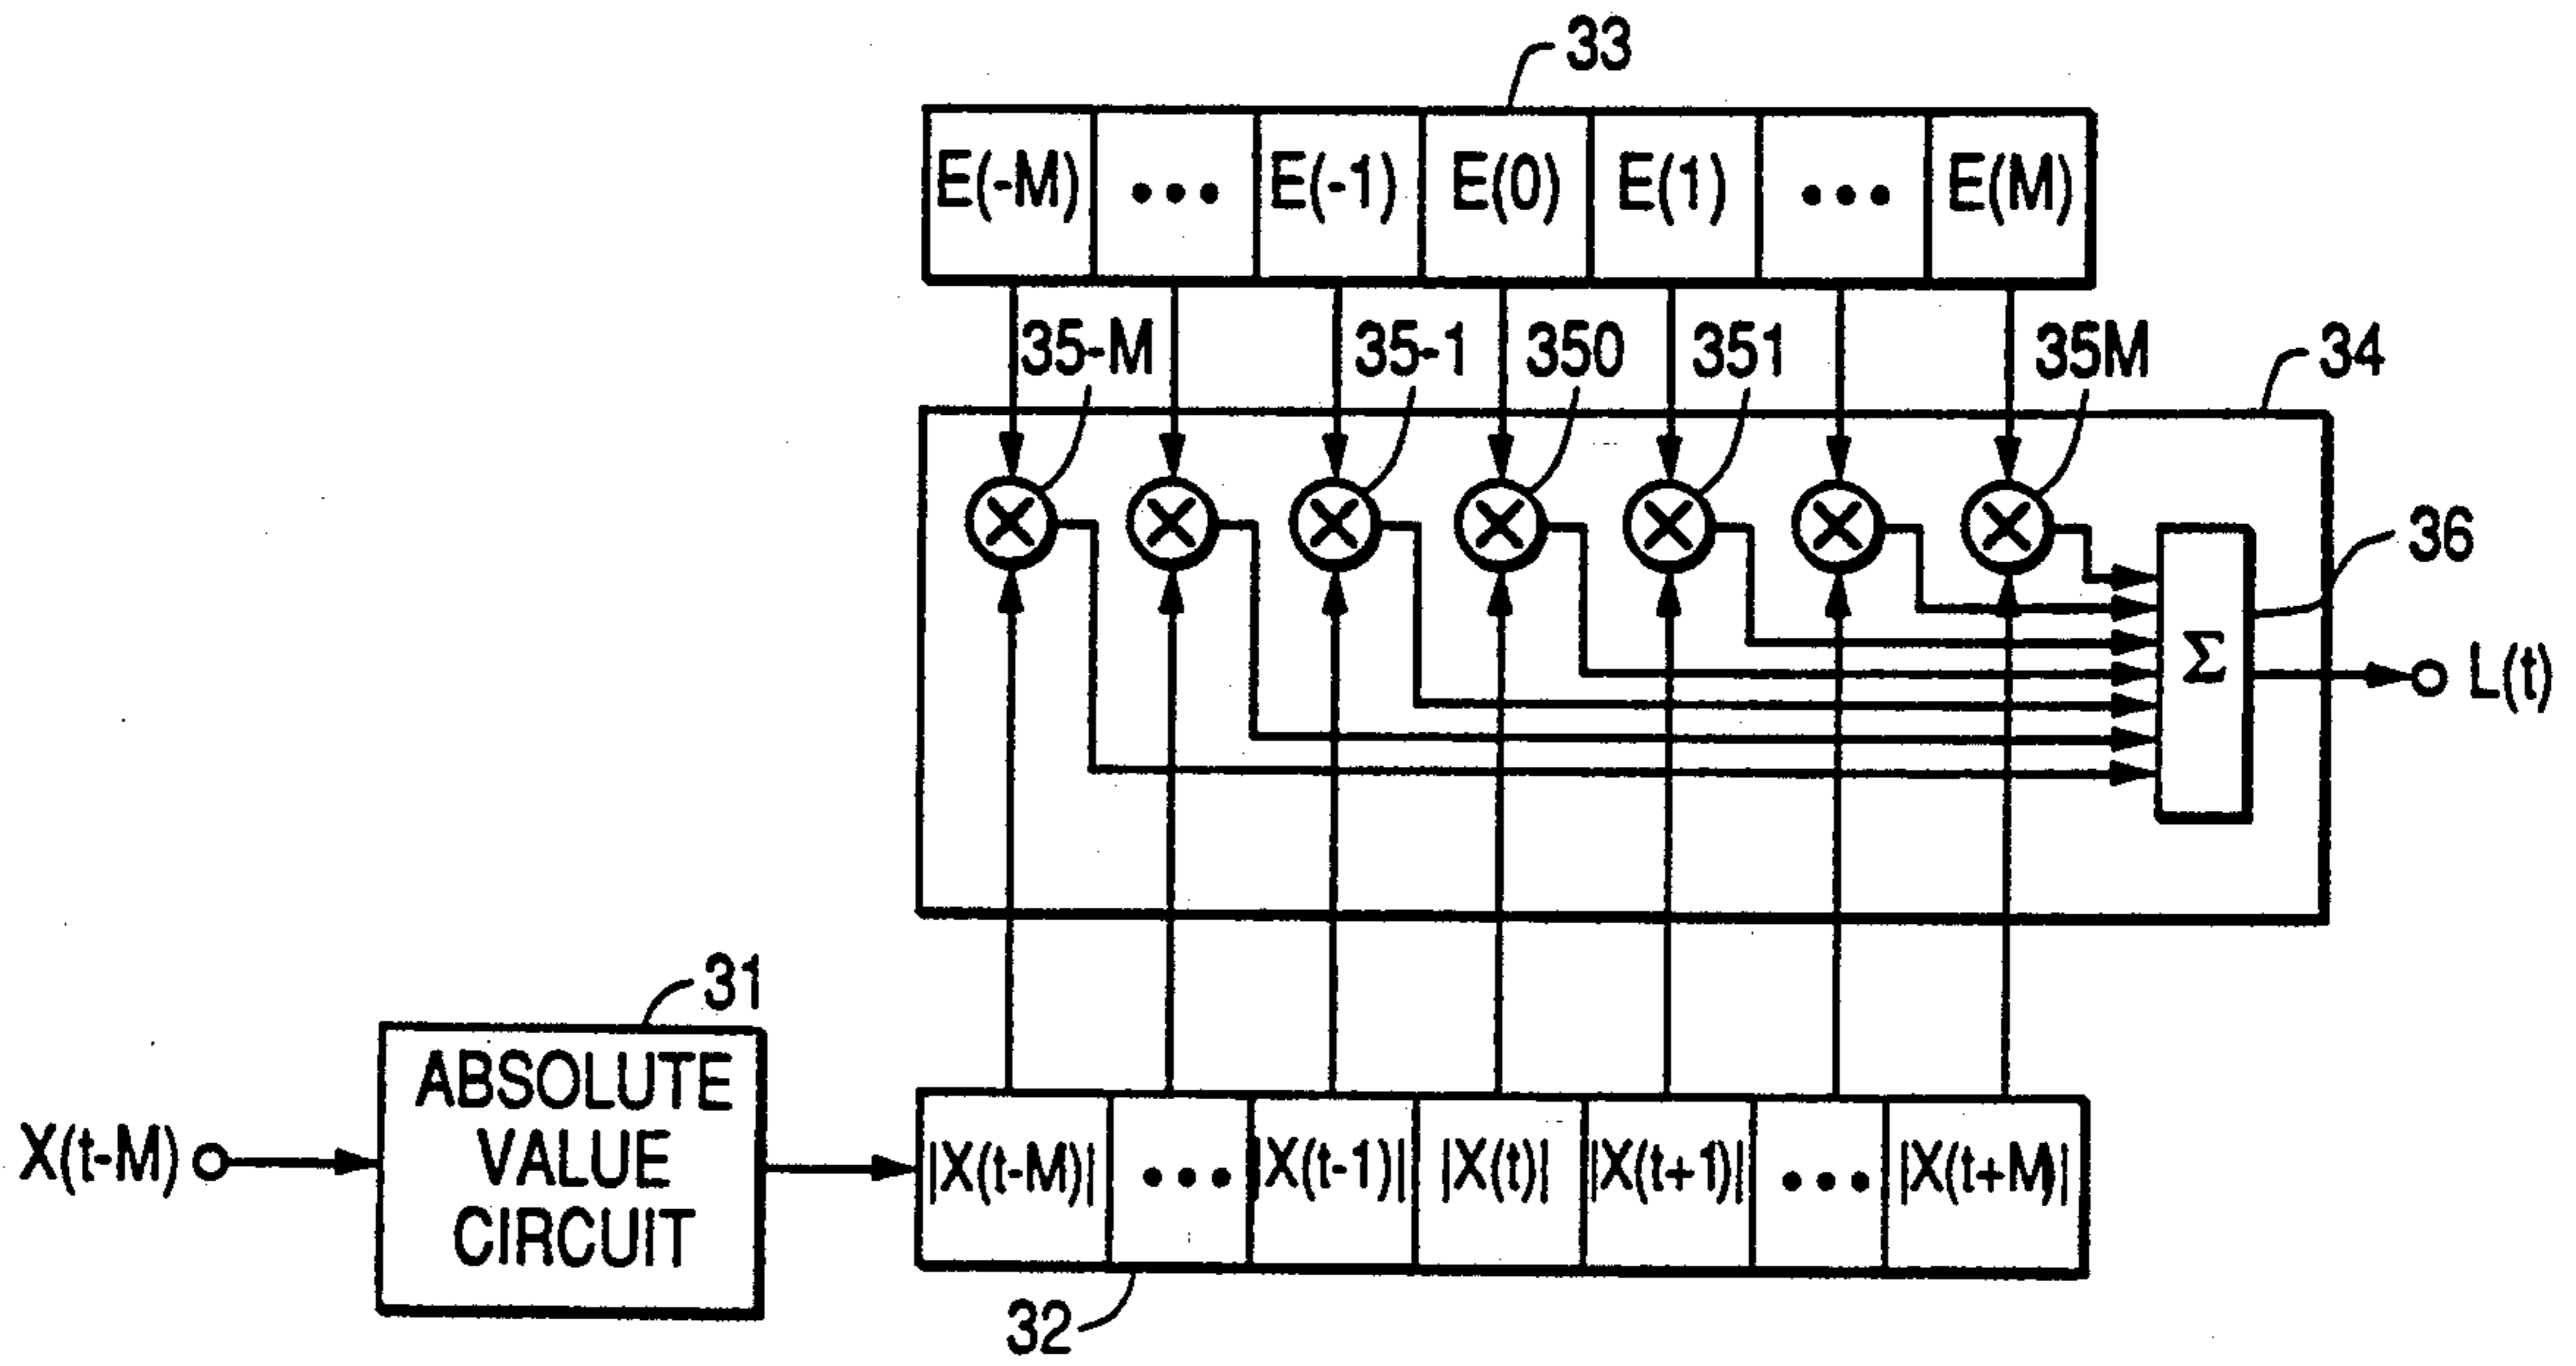 33
E(-M) ••• E(-1) E(0) E(1) ••• E(M)
35-M 35-1 350 351 35M 34
36
Σ
L(t)
31
ABSOLUTE
VALUE
CIRCUIT
X(t-M)
|X(t-M)| ••• |X(t-1)| |X(t)| |X(t+1)| ••• |X(t+M)|
32